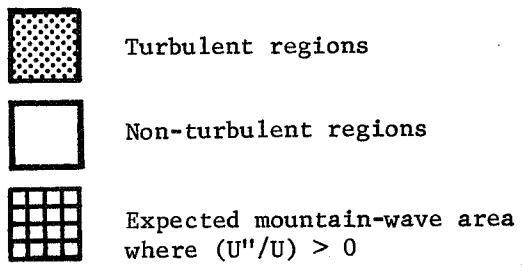 Turbulent regions
Non-turbulent regions
Expected mountain-wave area
where (U"/U) > 0